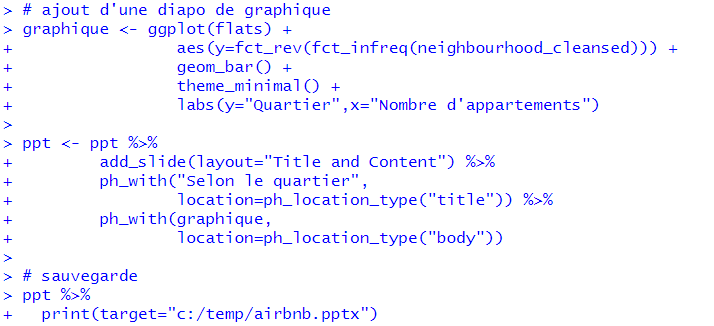 > # ajout d'une diapo de graphique
> graphique <- ggplot(flats) +
+               aes(y=fct_rev(fct_infreq(neighbourhood_cleansed))) +
+               geom_bar() +
+               theme_minimal() +
+               labs(y="Quartier",x="Nombre d'appartements")
>
> ppt <- ppt %>%
+       add_slide(layout="Title and Content") %>%
+       ph_with("Selon le quartier",
+               location=ph_location_type("title")) %>%
+       ph_with(graphique,
+               location=ph_location_type("body"))
>
> # sauvegarde
> ppt %>%
+   print(target="c:/temp/airbnb.pptx")